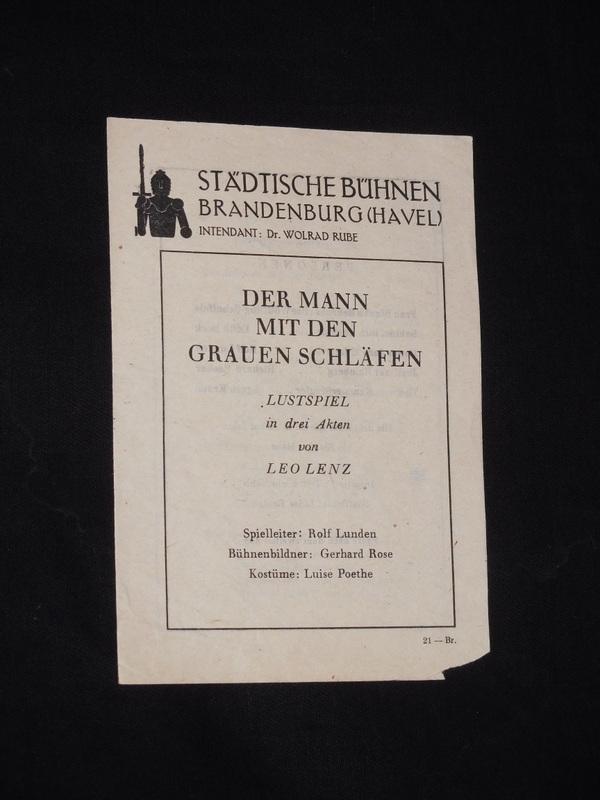 STÄDTISCHE BÜHNEN
BRANDENBURG (HAVEL)
INTENDANT: Dr. WOLRAD RUBE
DER MANN
MIT DEN
GRAUEN SCHLÄFEN
LUSTSPIEL
in drei Akten
von
LEO LENZ
Spielleiter: Rolf Lunden
Bühnenbildner: Gerhard Rose
Kostüme: Luise Poethe
21 — Br.